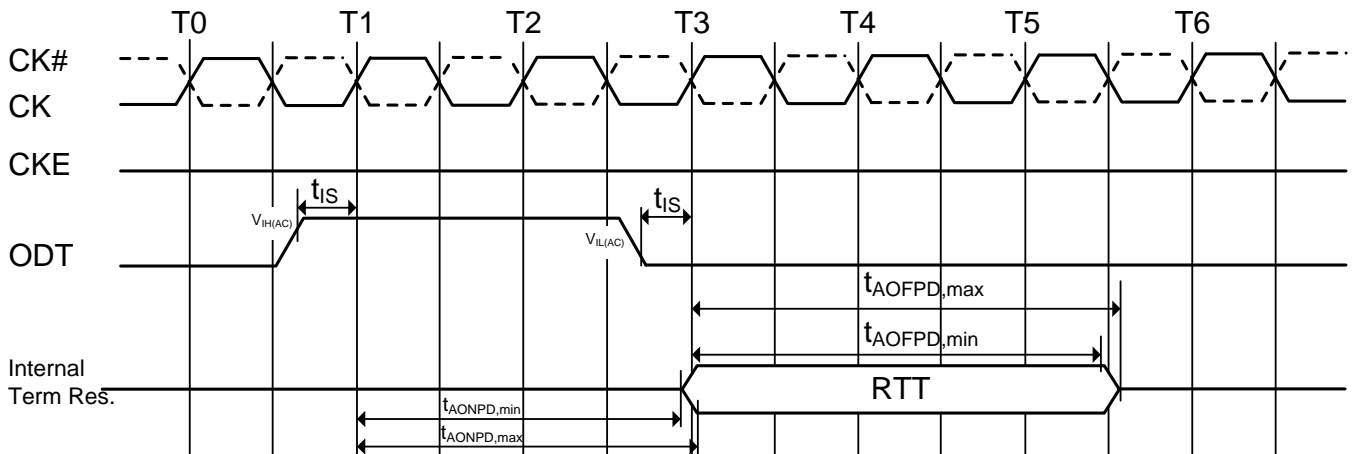 T0 T1 T2 T3 T4 T5 T6
CK#
CK
CKE
tIS
tIS
VIH(AC)
VIL(AC)
ODT
tAOFPD,max
tAOFPD,min
Internal
Term Res.
RTT
tAONPD,min
tAONPD,max